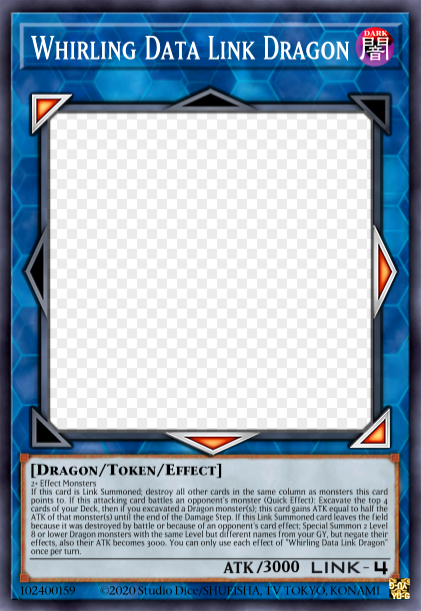 Whirling Data Link Dragon
DARK
闇
[Dragon/Token/Effect]
2+ Effect Monsters
If this card is Link Summoned; destroy all other cards in the same column as monsters this card
points to. If this attacking card battles an opponent's monster (Quick Effect): Excavate the top 4
cards of your Deck, then if you excavated a Dragon monster(s); this card gains ATK equal to half the
ATK of that monster(s) until the end of the Damage Step. If this Link Summoned card leaves the field
because it was destroyed by battle or because of an opponent's card effect; Special Summon 2 Level
8 or lower Dragon monsters with the same Level but different names from your GY, but negate their
effects, also their ATK becomes 3000. You can only use each effect of "Whirling Data Link Dragon"
once per turn.
ATK/3000 LINK-4
102400159 ©2020 Studio Dice/SHUEISHA, TV TOKYO, KONAMI